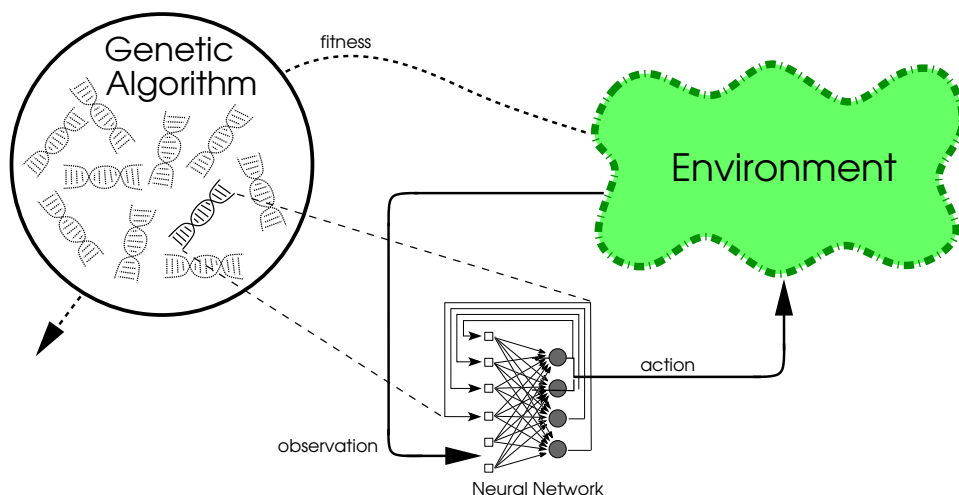 Genetic
Algorithm
fitness
Environment
action
observation
Neural Network